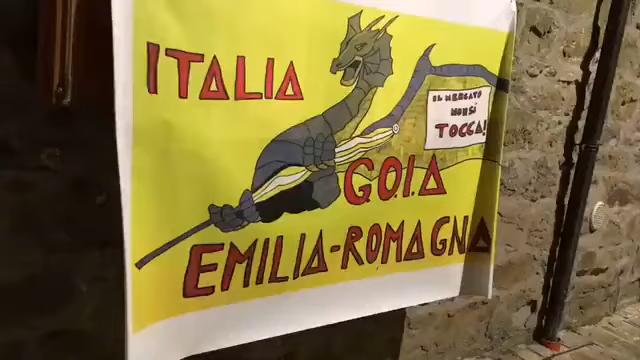 ITALIA
IL MERCATO
NON SI
TOCCA!
G.O.I.A
EMILIA-ROMAGNA